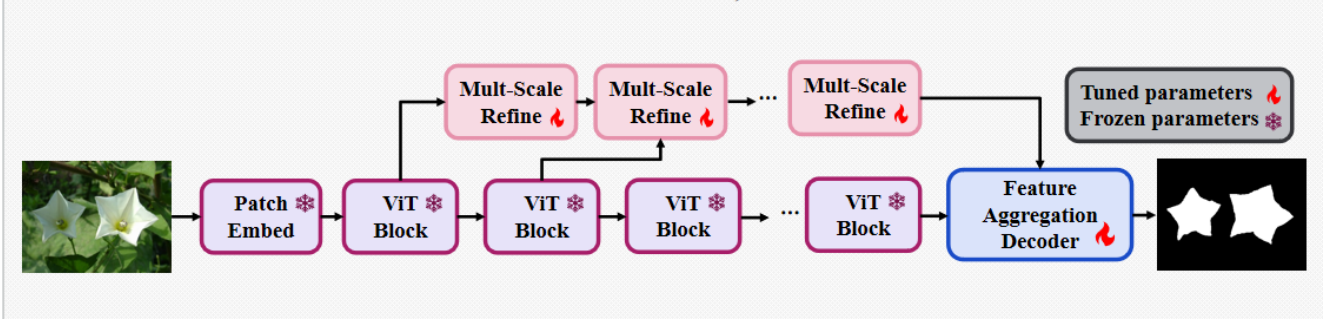 Mult-Scale
Refine
Mult-Scale
Refine
...
Mult-Scale
Refine
Tuned parameters
Frozen parameters
Patch
Embed
ViT
Block
ViT
Block
ViT
Block
...
ViT
Block
Feature
Aggregation
Decoder